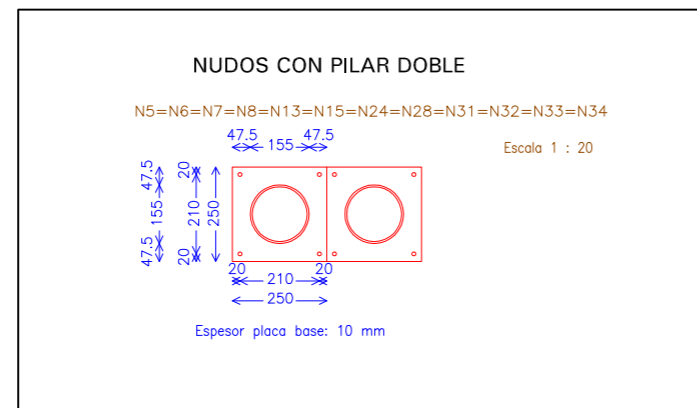 NUDOS CON PILAR DOBLE
N5=N6=N7=N8=N13=N15=N24=N28=N31=N32=N33=N34
Escala 1 : 20
47.5 155 47.5
47.5 155 47.5
20 210 20
250
20 210 20
250
Espesor placa base: 10 mm